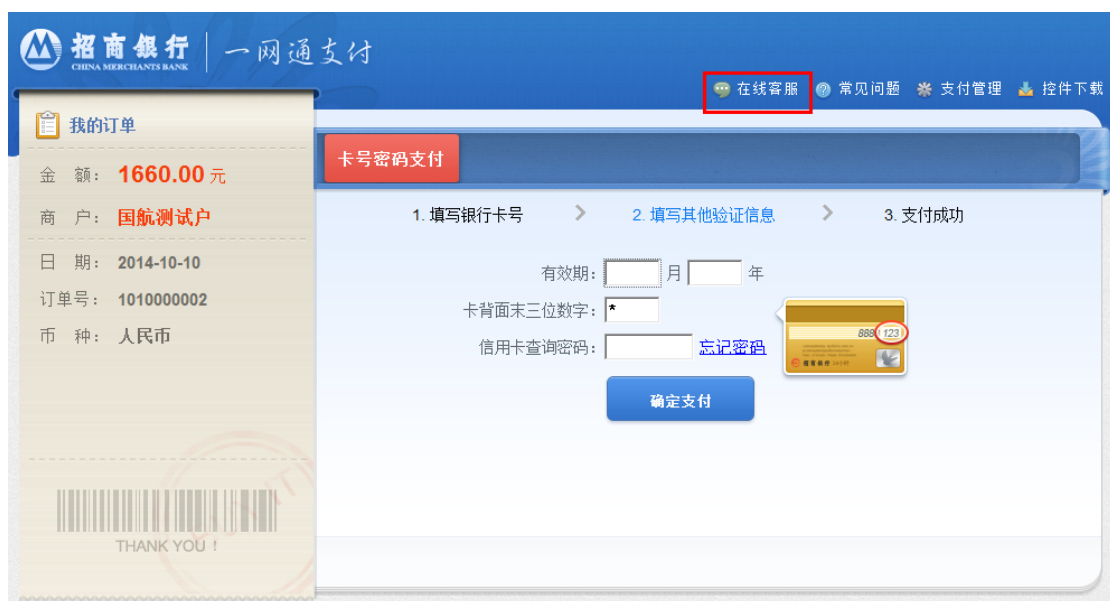 招商银行 一网通支付
CHINA MERCHANTS BANK
在线客服 常见问题 支付管理 控件下载
我的订单
金 额: 1660.00 元
商 户: 国航测试户
日 期: 2014-10-10
订单号: 1010000002
币 种: 人民币
THANK YOU !
卡号密码支付
1. 填写银行卡号 > 2. 填写其他验证信息 > 3. 支付成功
有效期: 月 年
卡背面末三位数字: *
信用卡查询密码: 忘记密码
888 123
招商银行
确定支付